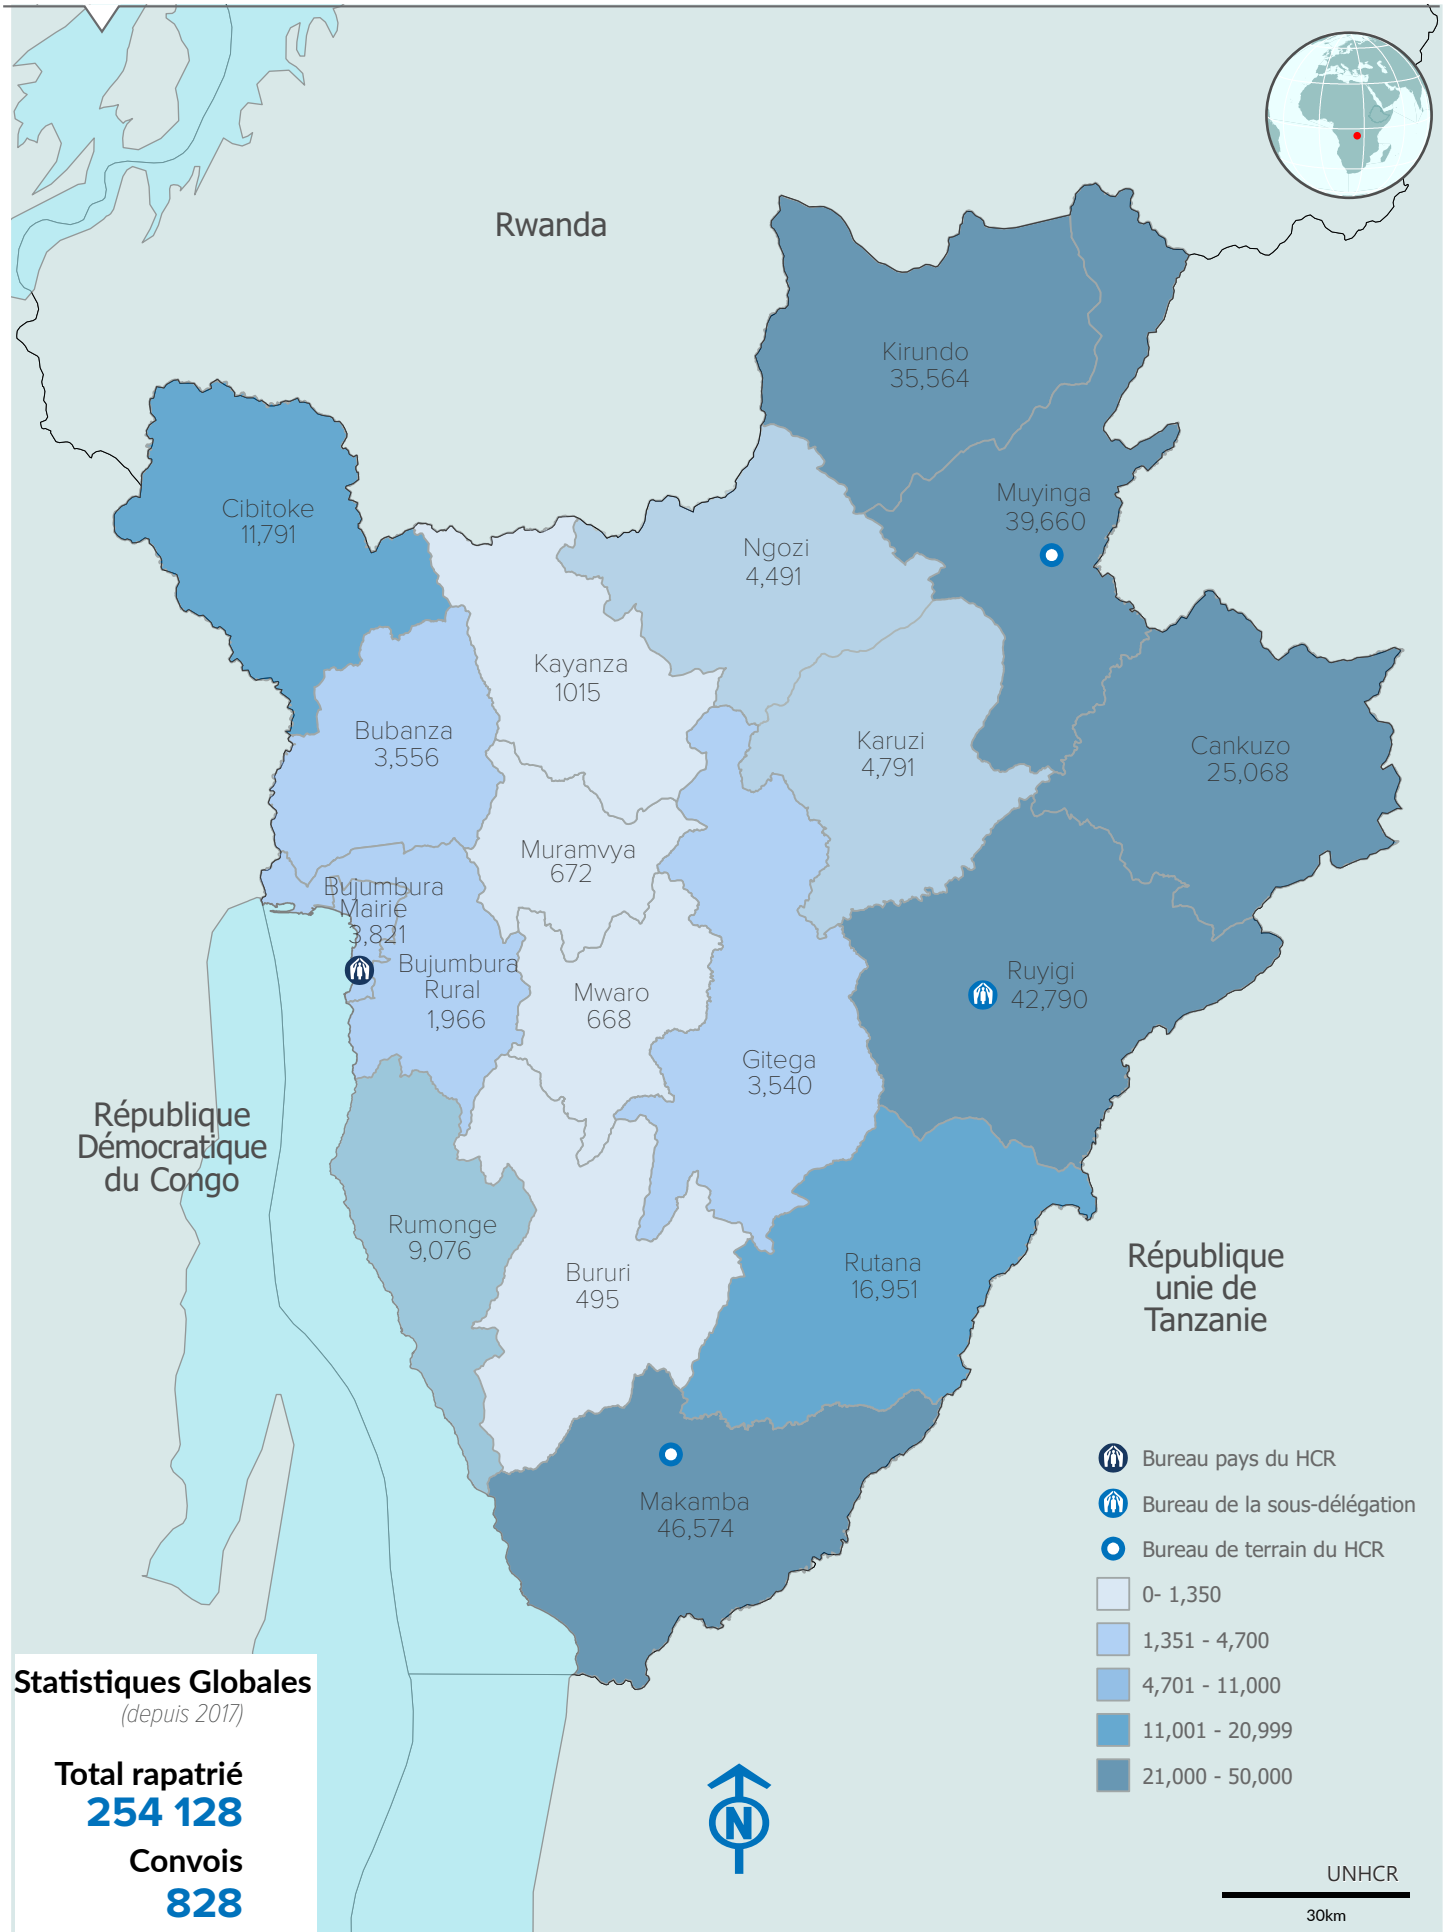 Rwanda
Kirundo
35,564
Cibitoke
11,791
Muyinga
39,660
Ngozi
4,491
Kayanza
1015
Bubanza
3,556
Karuzi
4,791
Cankuzo
25,068
Muramvya
672
Bujumbura
Mairie
3,821
Bujumbura
Rural
1,966
Mwaro
668
Ruyigi
42,790
Gitega
3,540
République
Démocratique
du Congo
Rumonge
9,076
Bururi
495
Rutana
16,951
République
unie de
Tanzanie
Makamba
46,574
Bureau pays du HCR
Bureau de la sous-délégation
Bureau de terrain du HCR
0- 1,350
1,351 - 4,700
4,701 - 11,000
11,001 - 20,999
21,000 - 50,000
Statistiques Globales
(depuis 2017)
Total rapatrié
254 128
Convois
828
N
UNHCR
30km